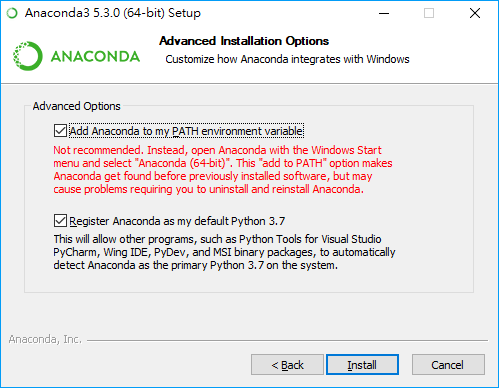 Anaconda3 5.3.0 (64-bit) Setup
ANACONDA
Advanced Installation Options
Customize how Anaconda integrates with Windows
Advanced Options
Add Anaconda to my PATH environment variable
Not recommended. Instead, open Anaconda with the Windows Start
menu and select "Anaconda (64-bit)". This "add to PATH" option makes
Anaconda get found before previously installed software, but may
cause problems requiring you to uninstall and reinstall Anaconda.
Register Anaconda as my default Python 3.7
This will allow other programs, such as Python Tools for Visual Studio
PyCharm, Wing IDE, PyDev, and MSI binary packages, to automatically
detect Anaconda as the primary Python 3.7 on the system.
Anaconda, Inc.
< Back
Install
Cancel